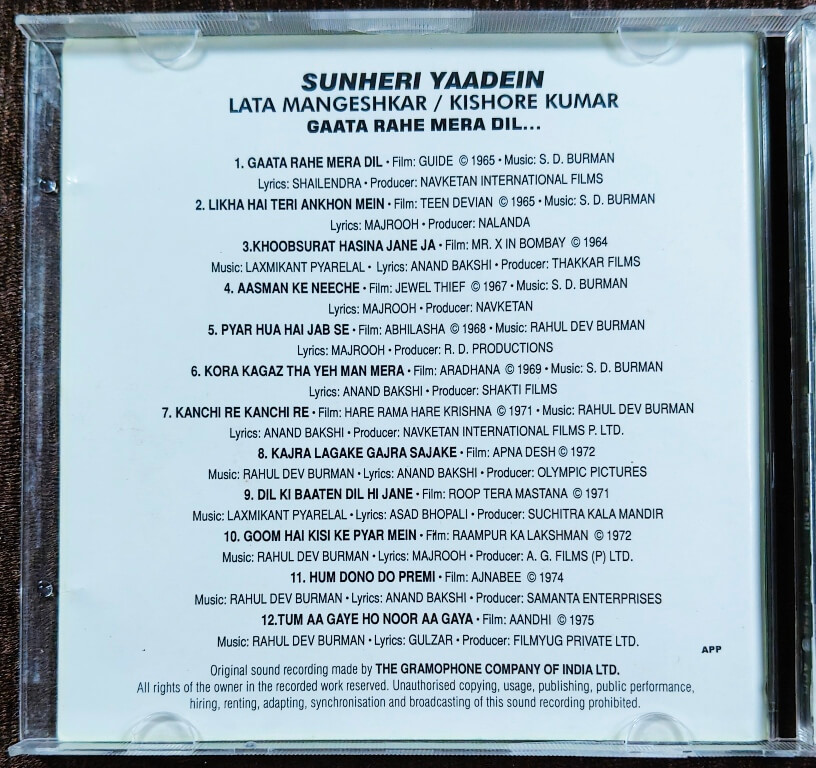 SUNHERI YAADEIN
LATA MANGESHKAR / KISHORE KUMAR
GAATA RAHE MERA DIL...
1. GAATA RAHE MERA DIL • Film: GUIDE © 1965 • Music: S. D. BURMAN
Lyrics: SHAILENDRA • Producer: NAVKETAN INTERNATIONAL FILMS
2. LIKHA HAI TERI ANKHON MEIN • Film: TEEN DEVIAN © 1965 • Music: S. D. BURMAN
Lyrics: MAJROOH • Producer: NALANDA
3.KHOOBSURAT HASINA JANE JA • Film: MR. X IN BOMBAY © 1964
Music: LAXMIKANT PYARELAL • Lyrics: ANAND BAKSHI • Producer: THAKKAR FILMS
4. AASMAN KE NEECHE • Film: JEWEL THIEF © 1967 • Music: S. D. BURMAN
Lyrics: MAJROOH • Producer: NAVKETAN
5. PYAR HUA HAI JAB SE • Film: ABHILASHA © 1968 • Music: RAHUL DEV BURMAN
Lyrics: MAJROOH • Producer: R. D. PRODUCTIONS
6. KORA KAGAZ THA YEH MAN MERA • Film: ARADHANA © 1969 • Music: S. D. BURMAN
Lyrics: ANAND BAKSHI • Producer: SHAKTI FILMS
7. KANCHI RE KANCHI RE • Film: HARE RAMA HARE KRISHNA © 1971 • Music: RAHUL DEV BURMAN
Lyrics: ANAND BAKSHI • Producer: NAVKETAN INTERNATIONAL FILMS P. LTD.
8. KAJRA LAGAKE GAJRA SAJAKE • Film: APNA DESH © 1972
Music: RAHUL DEV BURMAN • Lyrics: ANAND BAKSHI • Producer: OLYMPIC PICTURES
9. DIL KI BAATEN DIL HI JANE • Film: ROOP TERA MASTANA © 1971
Music: LAXMIKANT PYARELAL • Lyrics: ASAD BHOPALI • Producer: SUCHITRA KALA MANDIR
10. GOOM HAI KISI KE PYAR MEIN • Film: RAAMPUR KA LAKSHMAN © 1972
Music: RAHUL DEV BURMAN • Lyrics: MAJROOH • Producer: A. G. FILMS (P) LTD.
11. HUM DONO DO PREMI • Film: AJNABEE © 1974
Music: RAHUL DEV BURMAN • Lyrics: ANAND BAKSHI • Producer: SAMANTA ENTERPRISES
12.TUM AA GAYE HO NOOR AA GAYA • Film: AANDHI © 1975
Music: RAHUL DEV BURMAN • Lyrics: GULZAR • Producer: FILMYUG PRIVATE LTD.
APP
Original sound recording made by THE GRAMOPHONE COMPANY OF INDIA LTD.
All rights of the owner in the recorded work reserved. Unauthorised copying, usage, publishing, public performance,
hiring, renting, adapting, synchronisation and broadcasting of this sound recording prohibited.